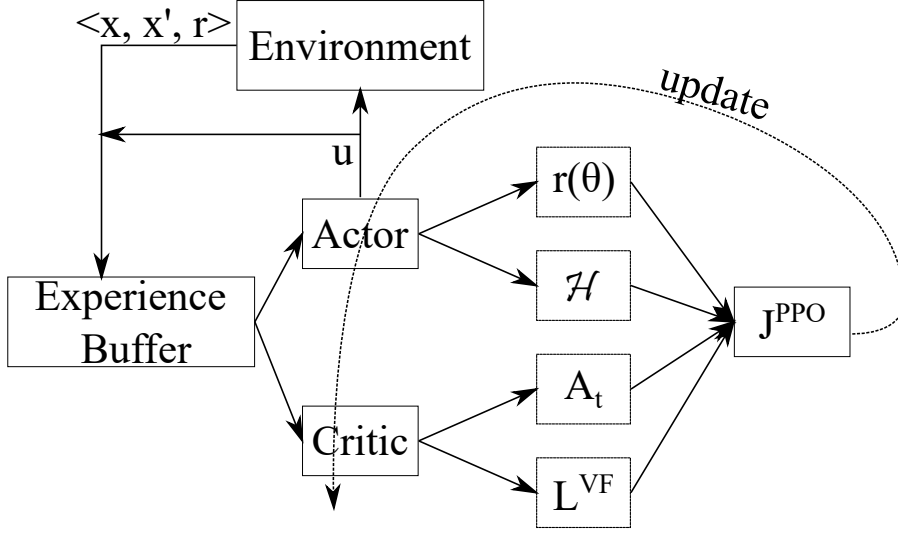 <x, x', r>
Environment
update
u
r(θ)
Actor
ℋ
Experience
Buffer
J^PPO
A_t
Critic
L^VF